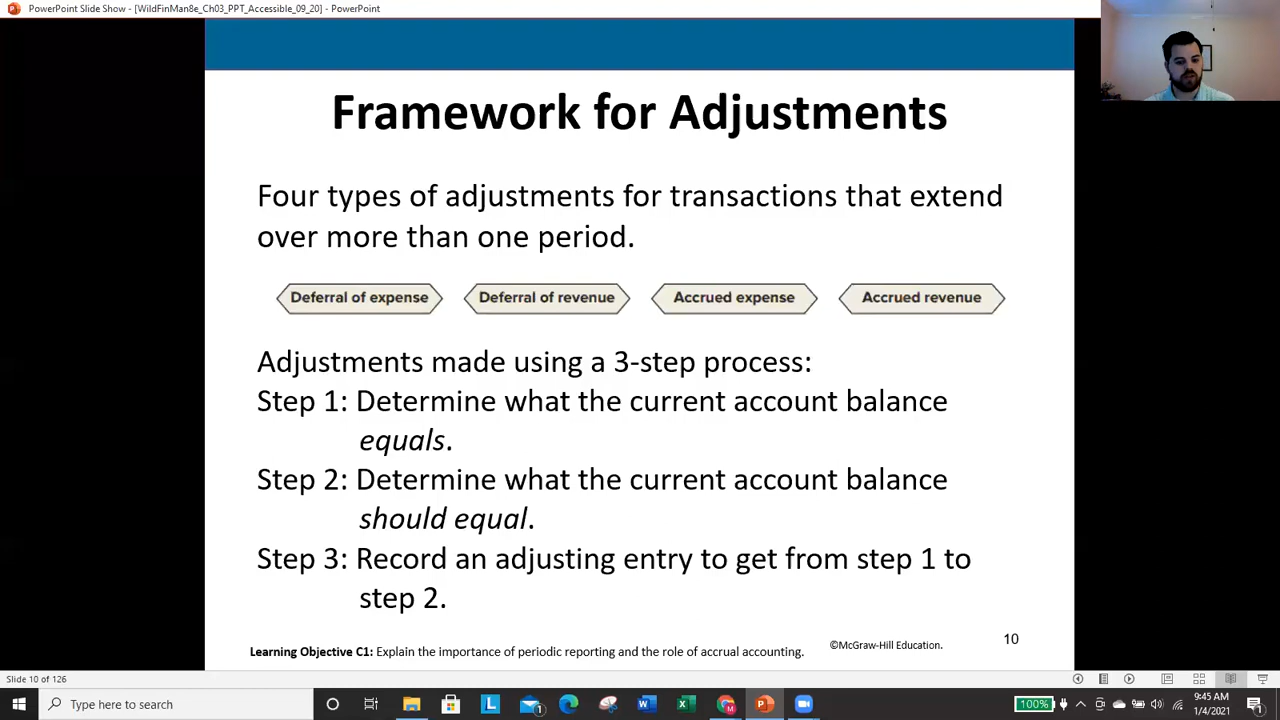 PowerPoint Slide Show - [WildFinMan8e_Ch03_PPT_Accessible_09_20] - PowerPoint
Framework for Adjustments
Four types of adjustments for transactions that extend
over more than one period.
Deferral of expense
Deferral of revenue
Accrued expense
Accrued revenue
Adjustments made using a 3-step process:
Step 1: Determine what the current account balance
equals.
Step 2: Determine what the current account balance
should equal.
Step 3: Record an adjusting entry to get from step 1 to
step 2.
Learning Objective C1: Explain the importance of periodic reporting and the role of accrual accounting.
©McGraw-Hill Education.
10
Slide 10 of 126
Type here to search
100%
9:45 AM
1/4/2021